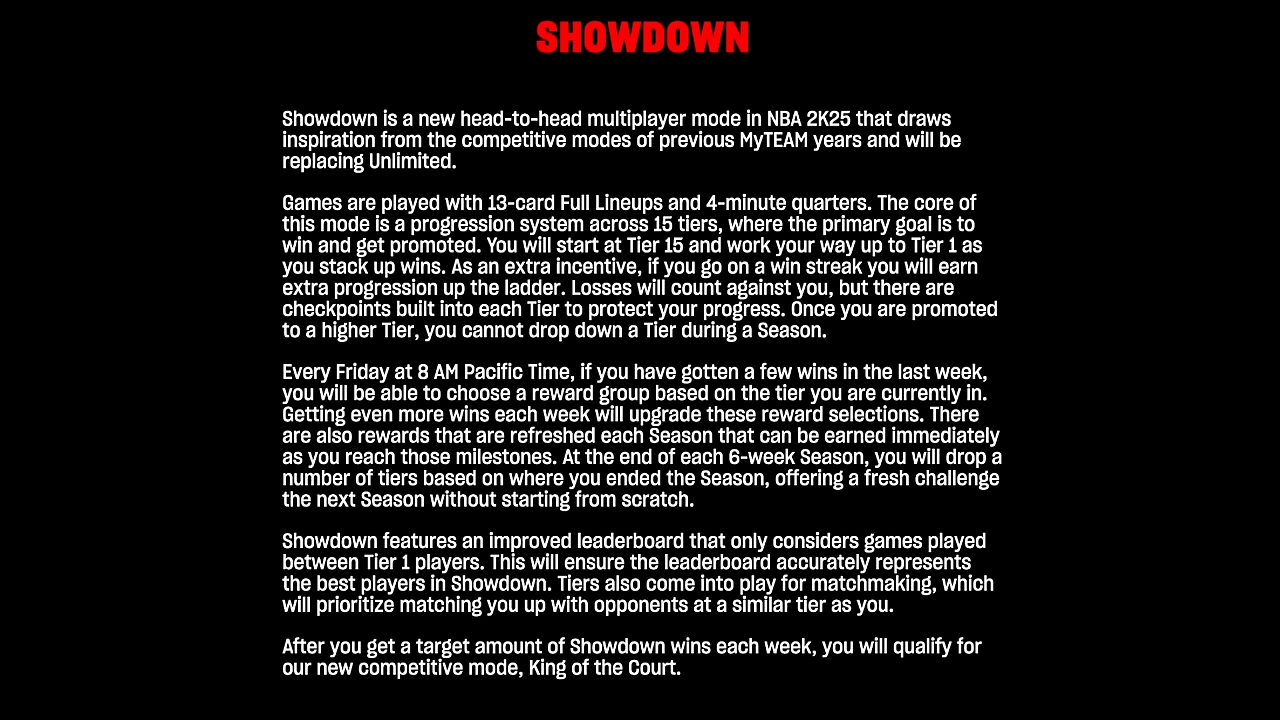 SHOWDOWN
Showdown is a new head-to-head multiplayer mode in NBA 2K25 that draws
inspiration from the competitive modes of previous MyTEAM years and will be
replacing Unlimited.
Games are played with 13-card Full Lineups and 4-minute quarters. The core of
this mode is a progression system across 15 tiers, where the primary goal is to
win and get promoted. You will start at Tier 15 and work your way up to Tier 1 as
you stack up wins. As an extra incentive, if you go on a win streak you will earn
extra progression up the ladder. Losses will count against you, but there are
checkpoints built into each Tier to protect your progress. Once you are promoted
to a higher Tier, you cannot drop down a Tier during a Season.
Every Friday at 8 AM Pacific Time, if you have gotten a few wins in the last week,
you will be able to choose a reward group based on the tier you are currently in.
Getting even more wins each week will upgrade these reward selections. There
are also rewards that are refreshed each Season that can be earned immediately
as you reach those milestones. At the end of each 6-week Season, you will drop a
number of tiers based on where you ended the Season, offering a fresh challenge
the next Season without starting from scratch.
Showdown features an improved leaderboard that only considers games played
between Tier 1 players. This will ensure the leaderboard accurately represents
the best players in Showdown. Tiers also come into play for matchmaking, which
will prioritize matching you up with opponents at a similar tier as you.
After you get a target amount of Showdown wins each week, you will qualify for
our new competitive mode, King of the Court.